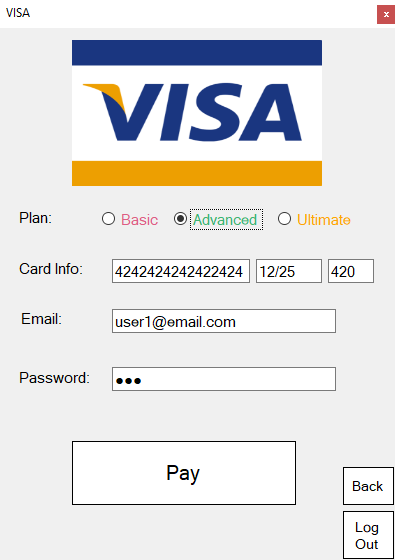 VISA
x
VISA
Plan:
Basic
Advanced
Ultimate
Card Info:
4242424242422424
12/25
420
Email:
user1@email.com
Password:
●●●
Pay
Back
Log
Out